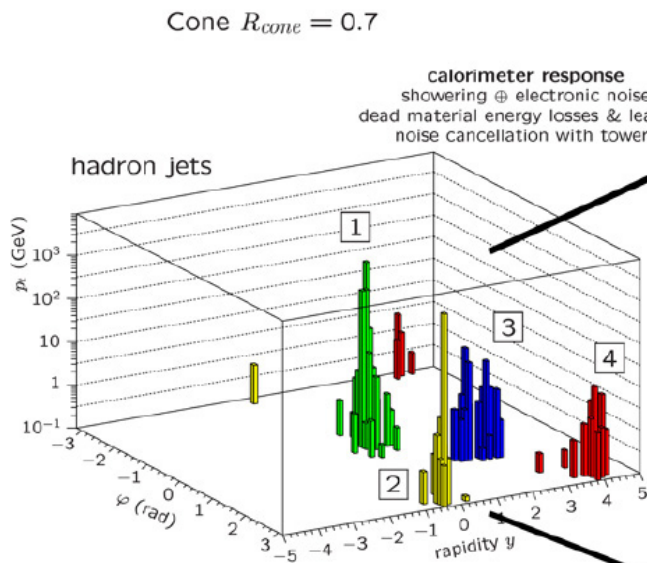 Cone R_cone = 0.7
calorimeter response
showering ⊕ electronic noise
dead material energy losses & lea
noise cancellation with tower
hadron jets
1
2
3
4
pₜ (GeV)
10³
10²
10
1
10⁻¹
−3
−2
−1
0
1
2
3
φ (rad)
−5 −4 −3 −2 −1 0 1 2 3 4 5
rapidity y